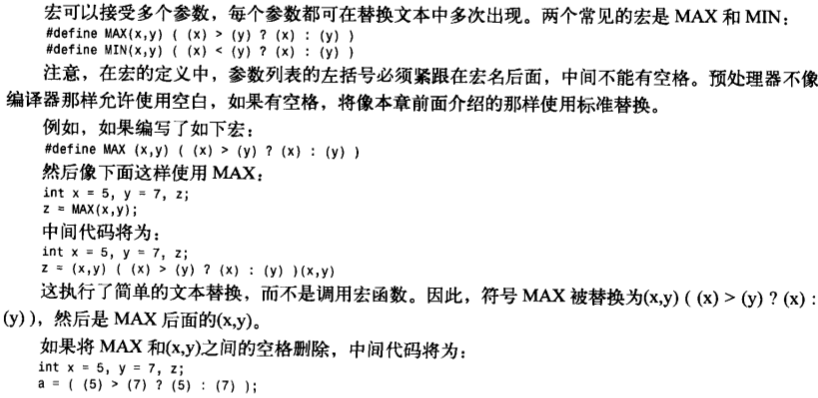 宏可以接受多个参数，每个参数都可在替换文本中多次出现。两个常见的宏是 MAX 和 MIN：
#define MAX(x,y) ( (x) > (y) ? (x) : (y) )
#define MIN(x,y) ( (x) < (y) ? (x) : (y) )
注意，在宏的定义中，参数列表的左括号必须紧跟在宏名后面，中间不能有空格。预处理器不像
编译器那样允许使用空白，如果有空格，将像本章前面介绍的那样使用标准替换。
例如，如果编写了如下宏：
#define MAX (x,y) ( (x) > (y) ? (x) : (y) )
然后像下面这样使用 MAX：
int x = 5, y = 7, z;
z = MAX(x,y);
中间代码将为：
int x = 5, y = 7, z;
z = (x,y) ( (x) > (y) ? (x) : (y) )(x,y)
这执行了简单的文本替换，而不是调用宏函数。因此，符号 MAX 被替换为(x,y) ( (x) > (y) ? (x) :
(y) )，然后是 MAX 后面的(x,y)。
如果将 MAX 和(x,y)之间的空格删除，中间代码将为：
int x = 5, y = 7, z;
a = ( (5) > (7) ? (5) : (7) );